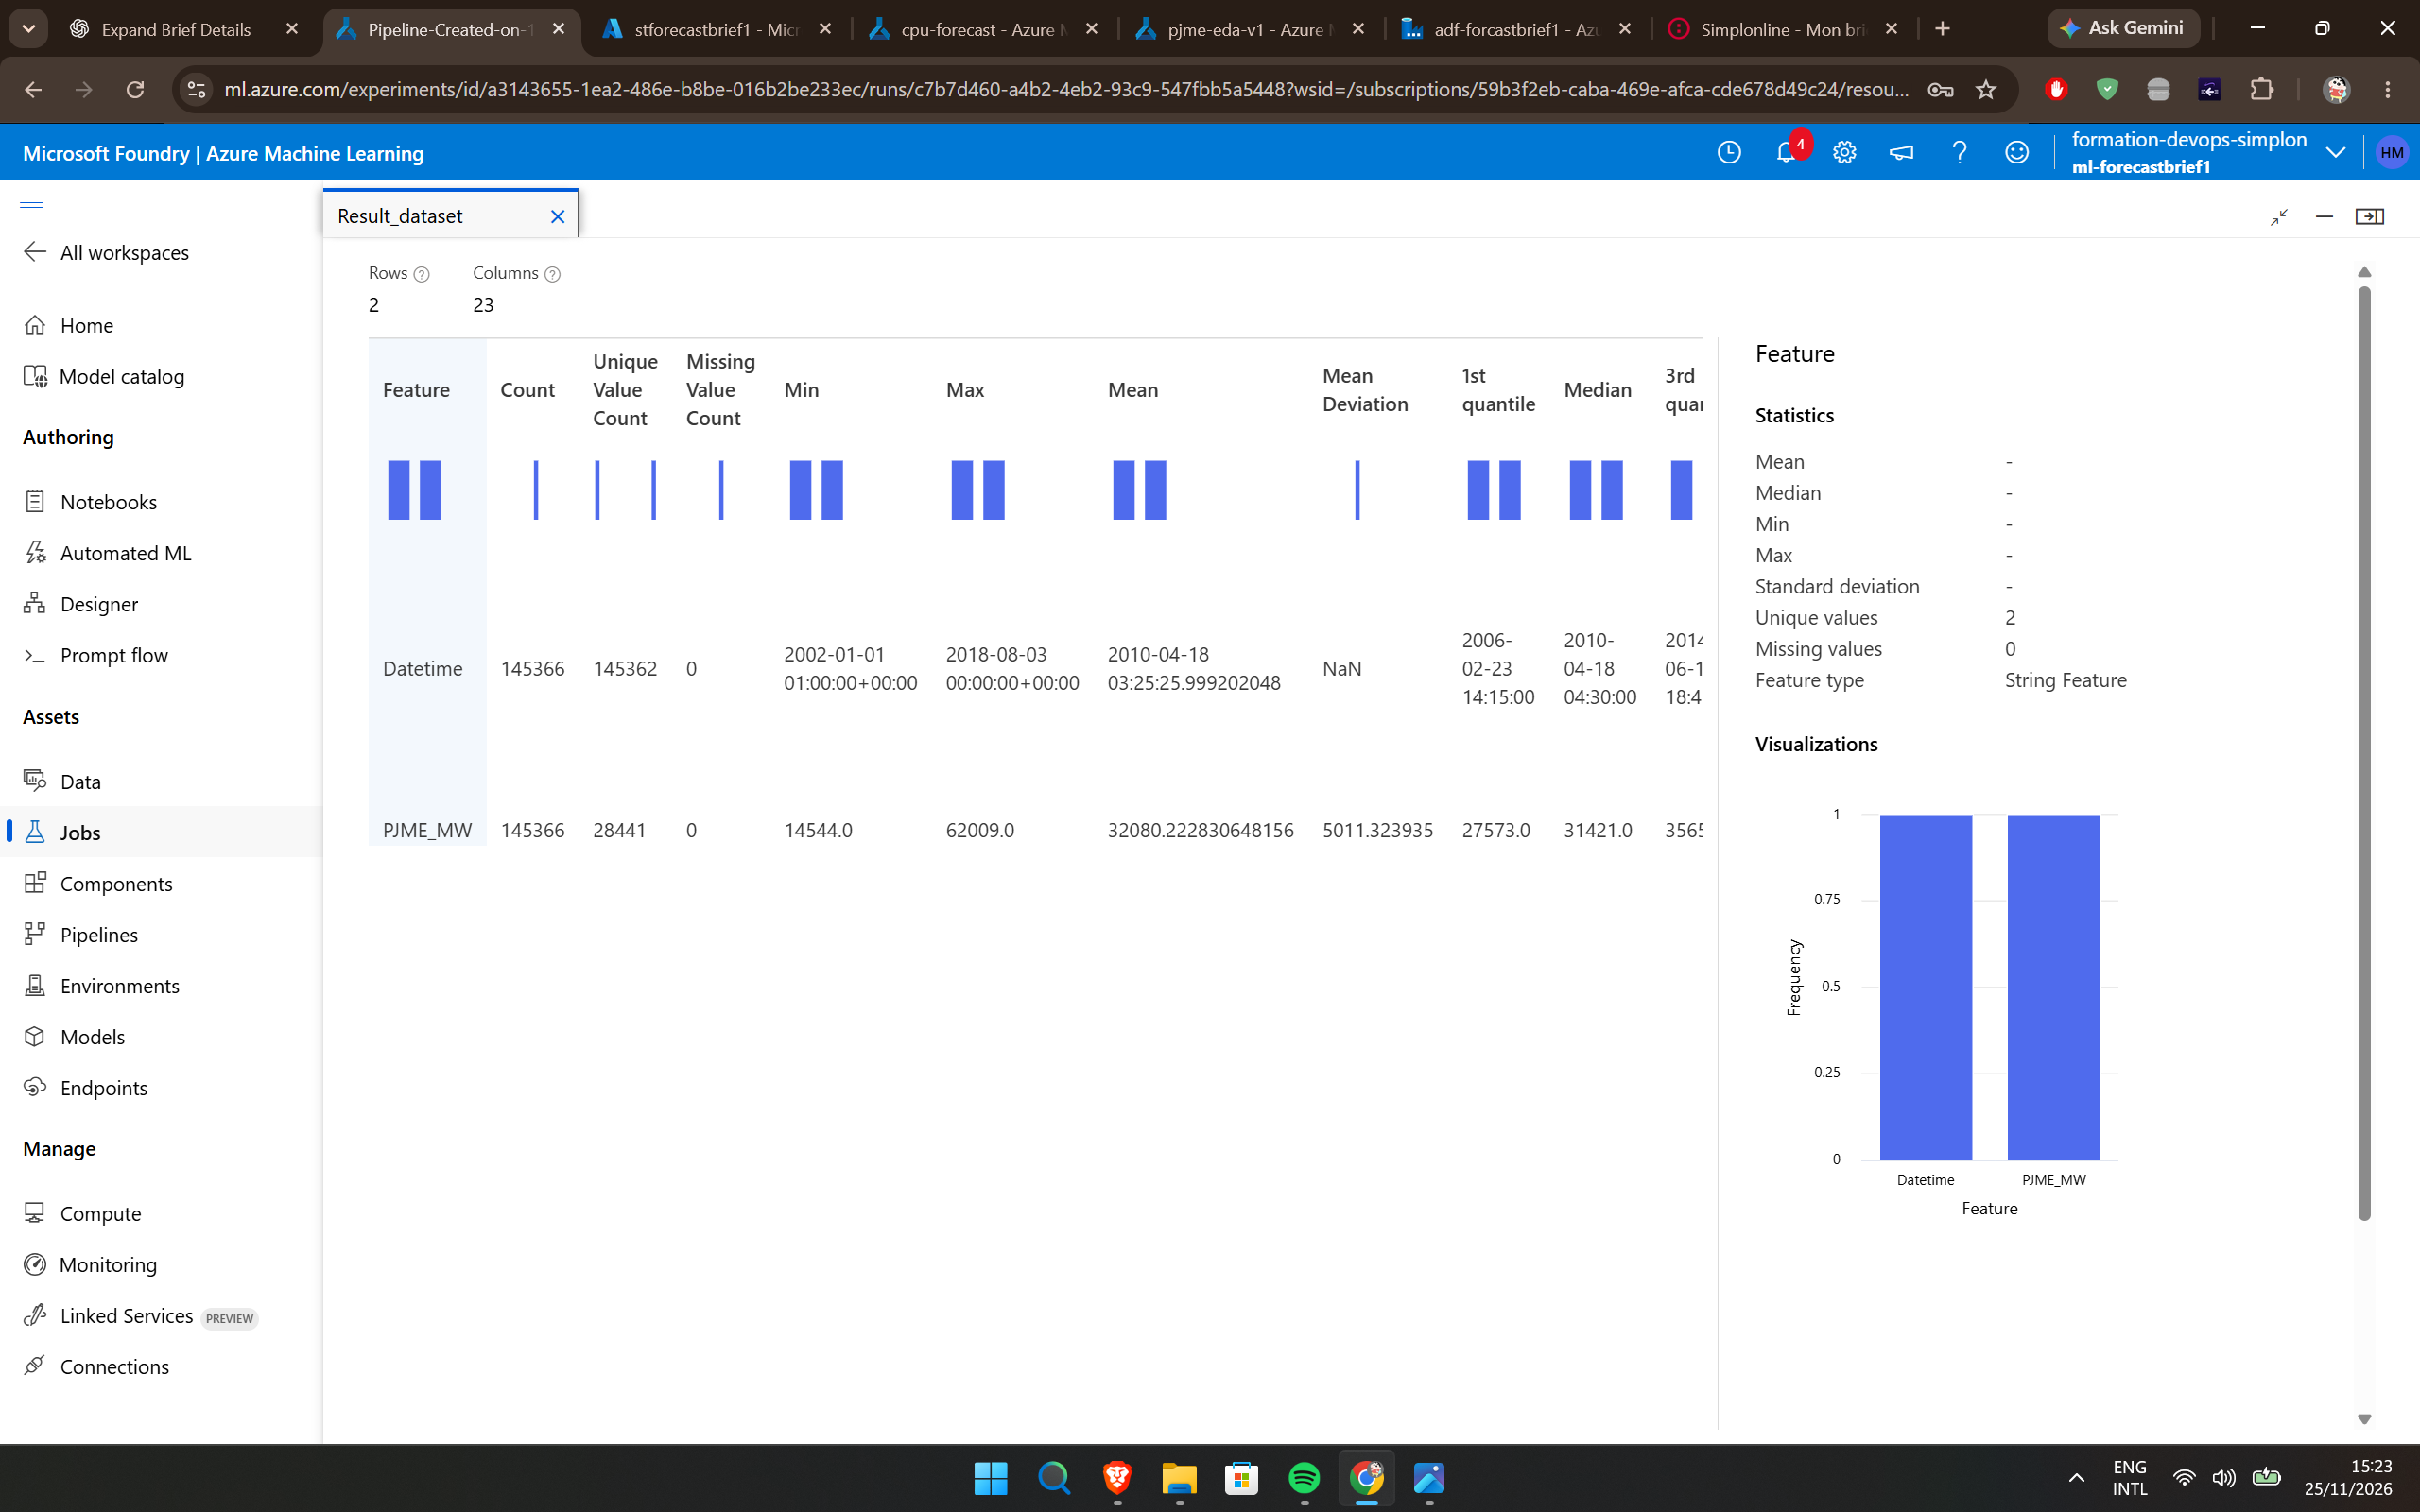 Expand Brief Details
Pipeline-Created-on-1
stforecastbrief1 - Micr
cpu-forecast - Azure M
pjme-eda-v1 - Azure M
adf-forcastbrief1 - Azu
Simplonline - Mon bri
Ask Gemini
ml.azure.com/experiments/id/a3143655-1ea2-486e-b8be-016b2be233ec/runs/c7b7d460-a4b2-4eb2-93c9-547fbb5a5448?wsid=/subscriptions/59b3f2eb-caba-469e-afca-cde678d49c24/resou...
Microsoft Foundry | Azure Machine Learning
4
formation-devops-simplon
ml-forecastbrief1
HM
All workspaces
Home
Model catalog
Authoring
Notebooks
Automated ML
Designer
Prompt flow
Assets
Data
Jobs
Components
Pipelines
Environments
Models
Endpoints
Manage
Compute
Monitoring
Linked Services PREVIEW
Connections
Result_dataset
Rows Columns
2 23
Feature Count Unique Value Count Missing Value Count Min Max Mean Mean Deviation 1st quantile Median 3rd quar
Datetime 145366 145362 0 2002-01-01 01:00:00+00:00 2018-08-03 00:00:00+00:00 2010-04-18 03:25:25.999202048 NaN 2006-02-23 14:15:00 2010-04-18 04:30:00 2014 06-1 18:4
PJME_MW 145366 28441 0 14544.0 62009.0 32080.222830648156 5011.323935 27573.0 31421.0 3565
Feature
Statistics
Mean -
Median -
Min -
Max -
Standard deviation -
Unique values 2
Missing values 0
Feature type String Feature
Visualizations
1
0.75
0.5
0.25
0
Frequency
Datetime PJME_MW
Feature
ENG
INTL
15:23
25/11/2026